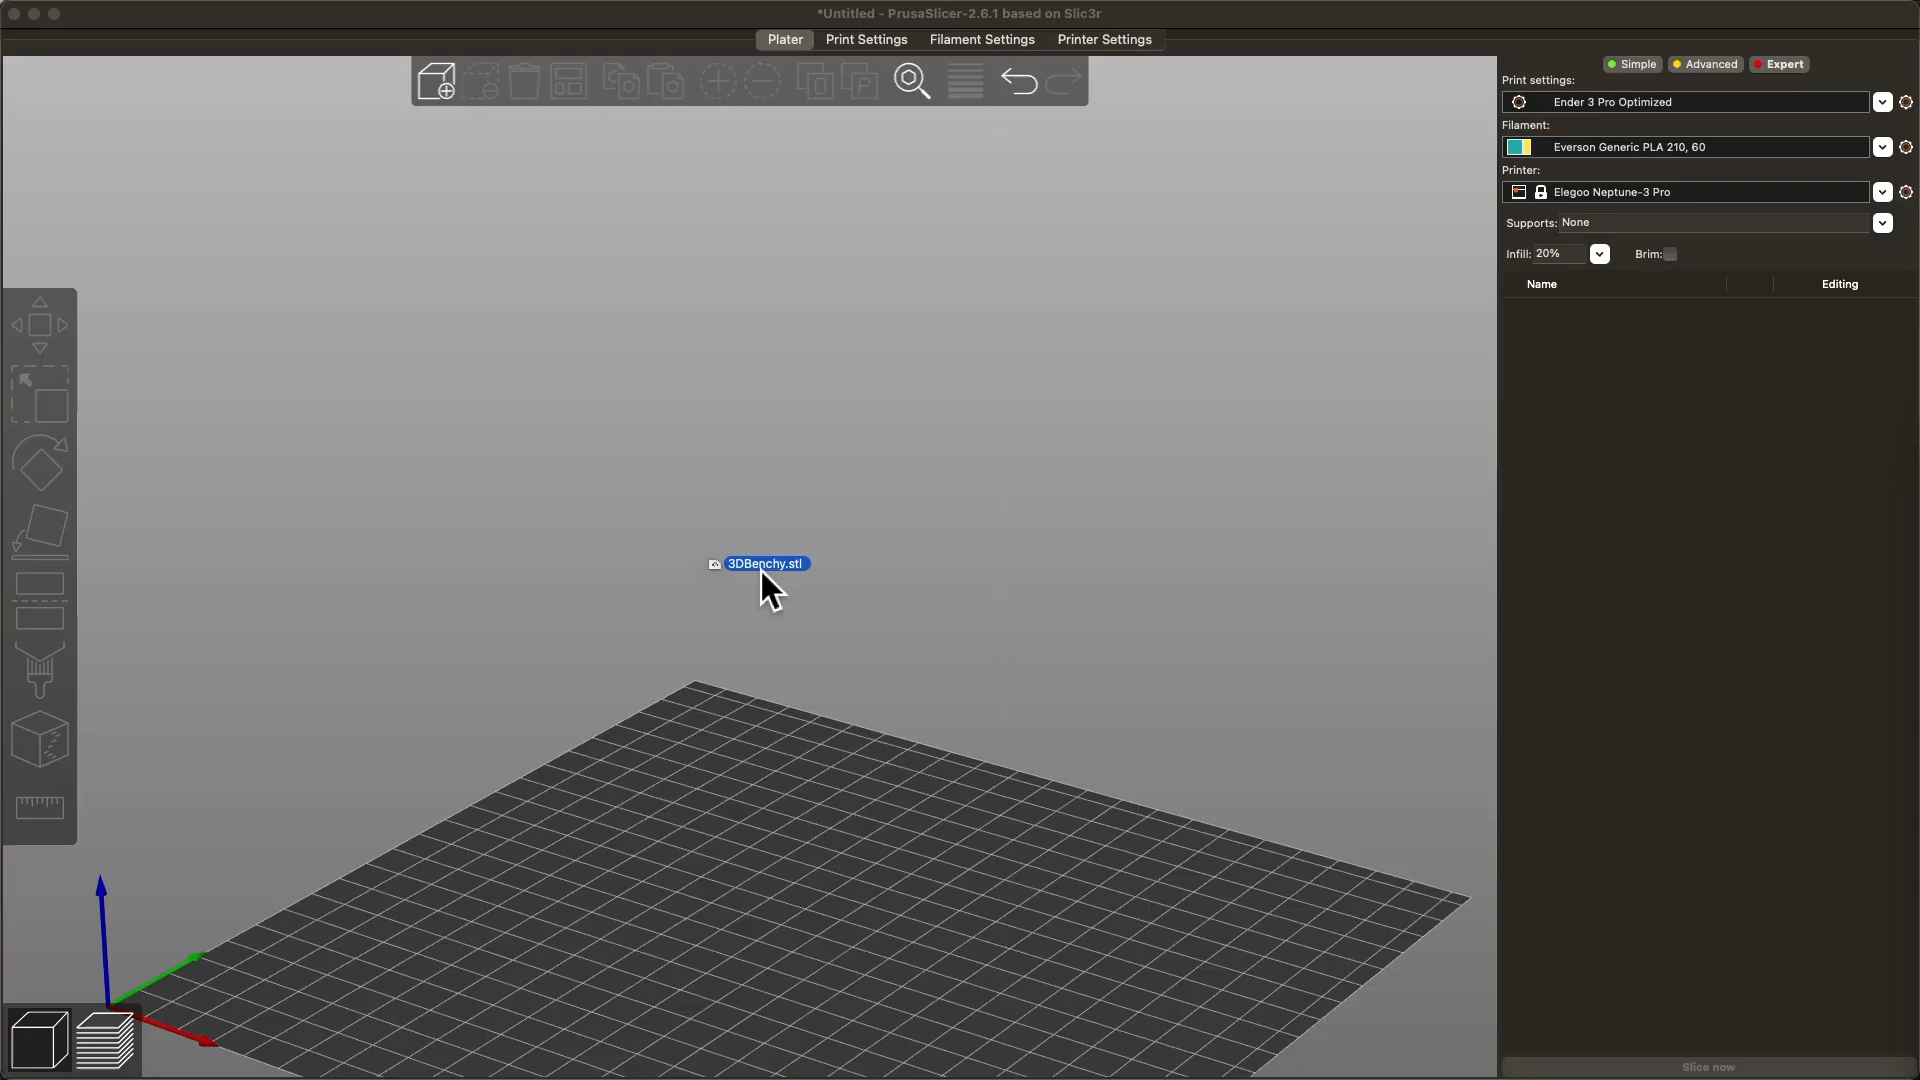 *Untitled - PrusaSlicer-2.6.1 based on Slic3r
Plater Print Settings Filament Settings Printer Settings
Simple Advanced Expert
Print settings:
Ender 3 Pro Optimized
Filament:
Everson Generic PLA 210, 60
Printer:
Elegoo Neptune-3 Pro
Supports: None
Infill: 20% Brim:
Name Editing
3DBenchy.stl
Slice now